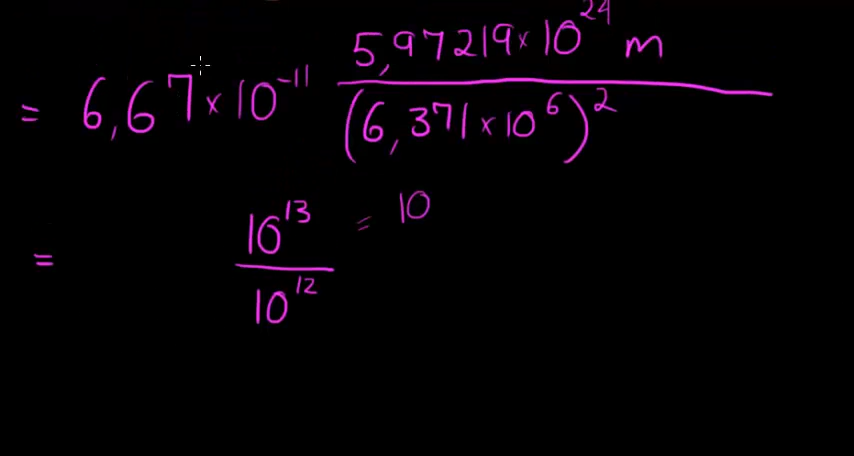 = 6,67 × 10⁻¹¹ 5,97219 × 10²⁴ m / (6,371 × 10⁶)²
= 10¹³ / 10¹² = 10